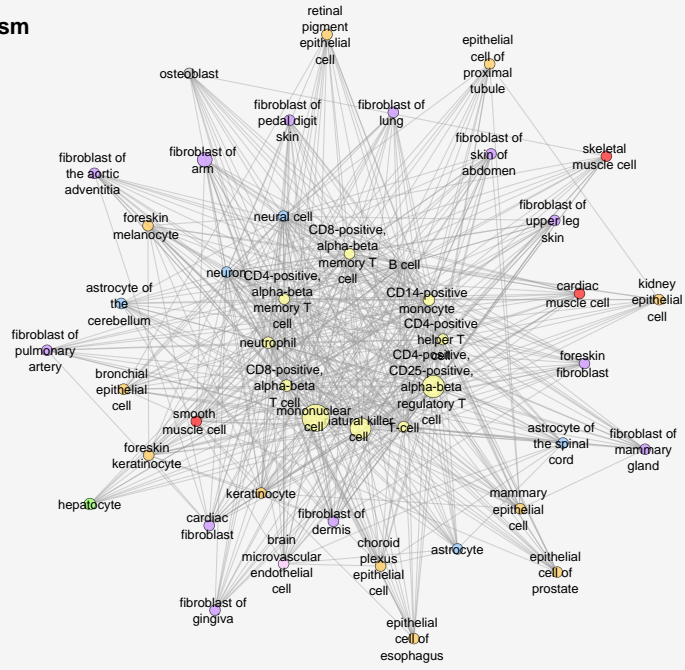 sm
retinal
pigment
epithelial
cell
epithelial
cell of
proximal
tubule
osteoblast
fibroblast of
pedal digit
skin
fibroblast of
lung
fibroblast of
arm
fibroblast of
skin of
abdomen
skeletal
muscle cell
fibroblast of
the aortic
adventitia
foreskin
melanocyte
neural cell
fibroblast of
upper leg
skin
CD8-positive,
alpha-beta
memory T
cell
B cell
neuron
CD4-positive,
alpha-beta
memory T
cell
CD14-positive
monocyte
cardiac
muscle cell
kidney
epithelial
cell
astrocyte of
the
cerebellum
CD4-positive
helper T
cell
neutrophil
fibroblast of
pulmonary
artery
CD4-positive,
CD25-positive,
alpha-beta
regulatory T
cell
foreskin
fibroblast
bronchial
epithelial
cell
CD8-positive,
alpha-beta
T cell
smooth
muscle cell
mononuclear
cell
natural killer
cell
T-cell
astrocyte of
the spinal
cord
fibroblast of
mammary
gland
foreskin
keratinocyte
hepatocyte
keratinocyte
mammary
epithelial
cell
cardiac
fibroblast
fibroblast of
dermis
brain
microvascular
endothelial
cell
choroid
plexus
epithelial
cell
astrocyte
epithelial
cell of
prostate
fibroblast of
gingiva
epithelial
cell of
esophagus